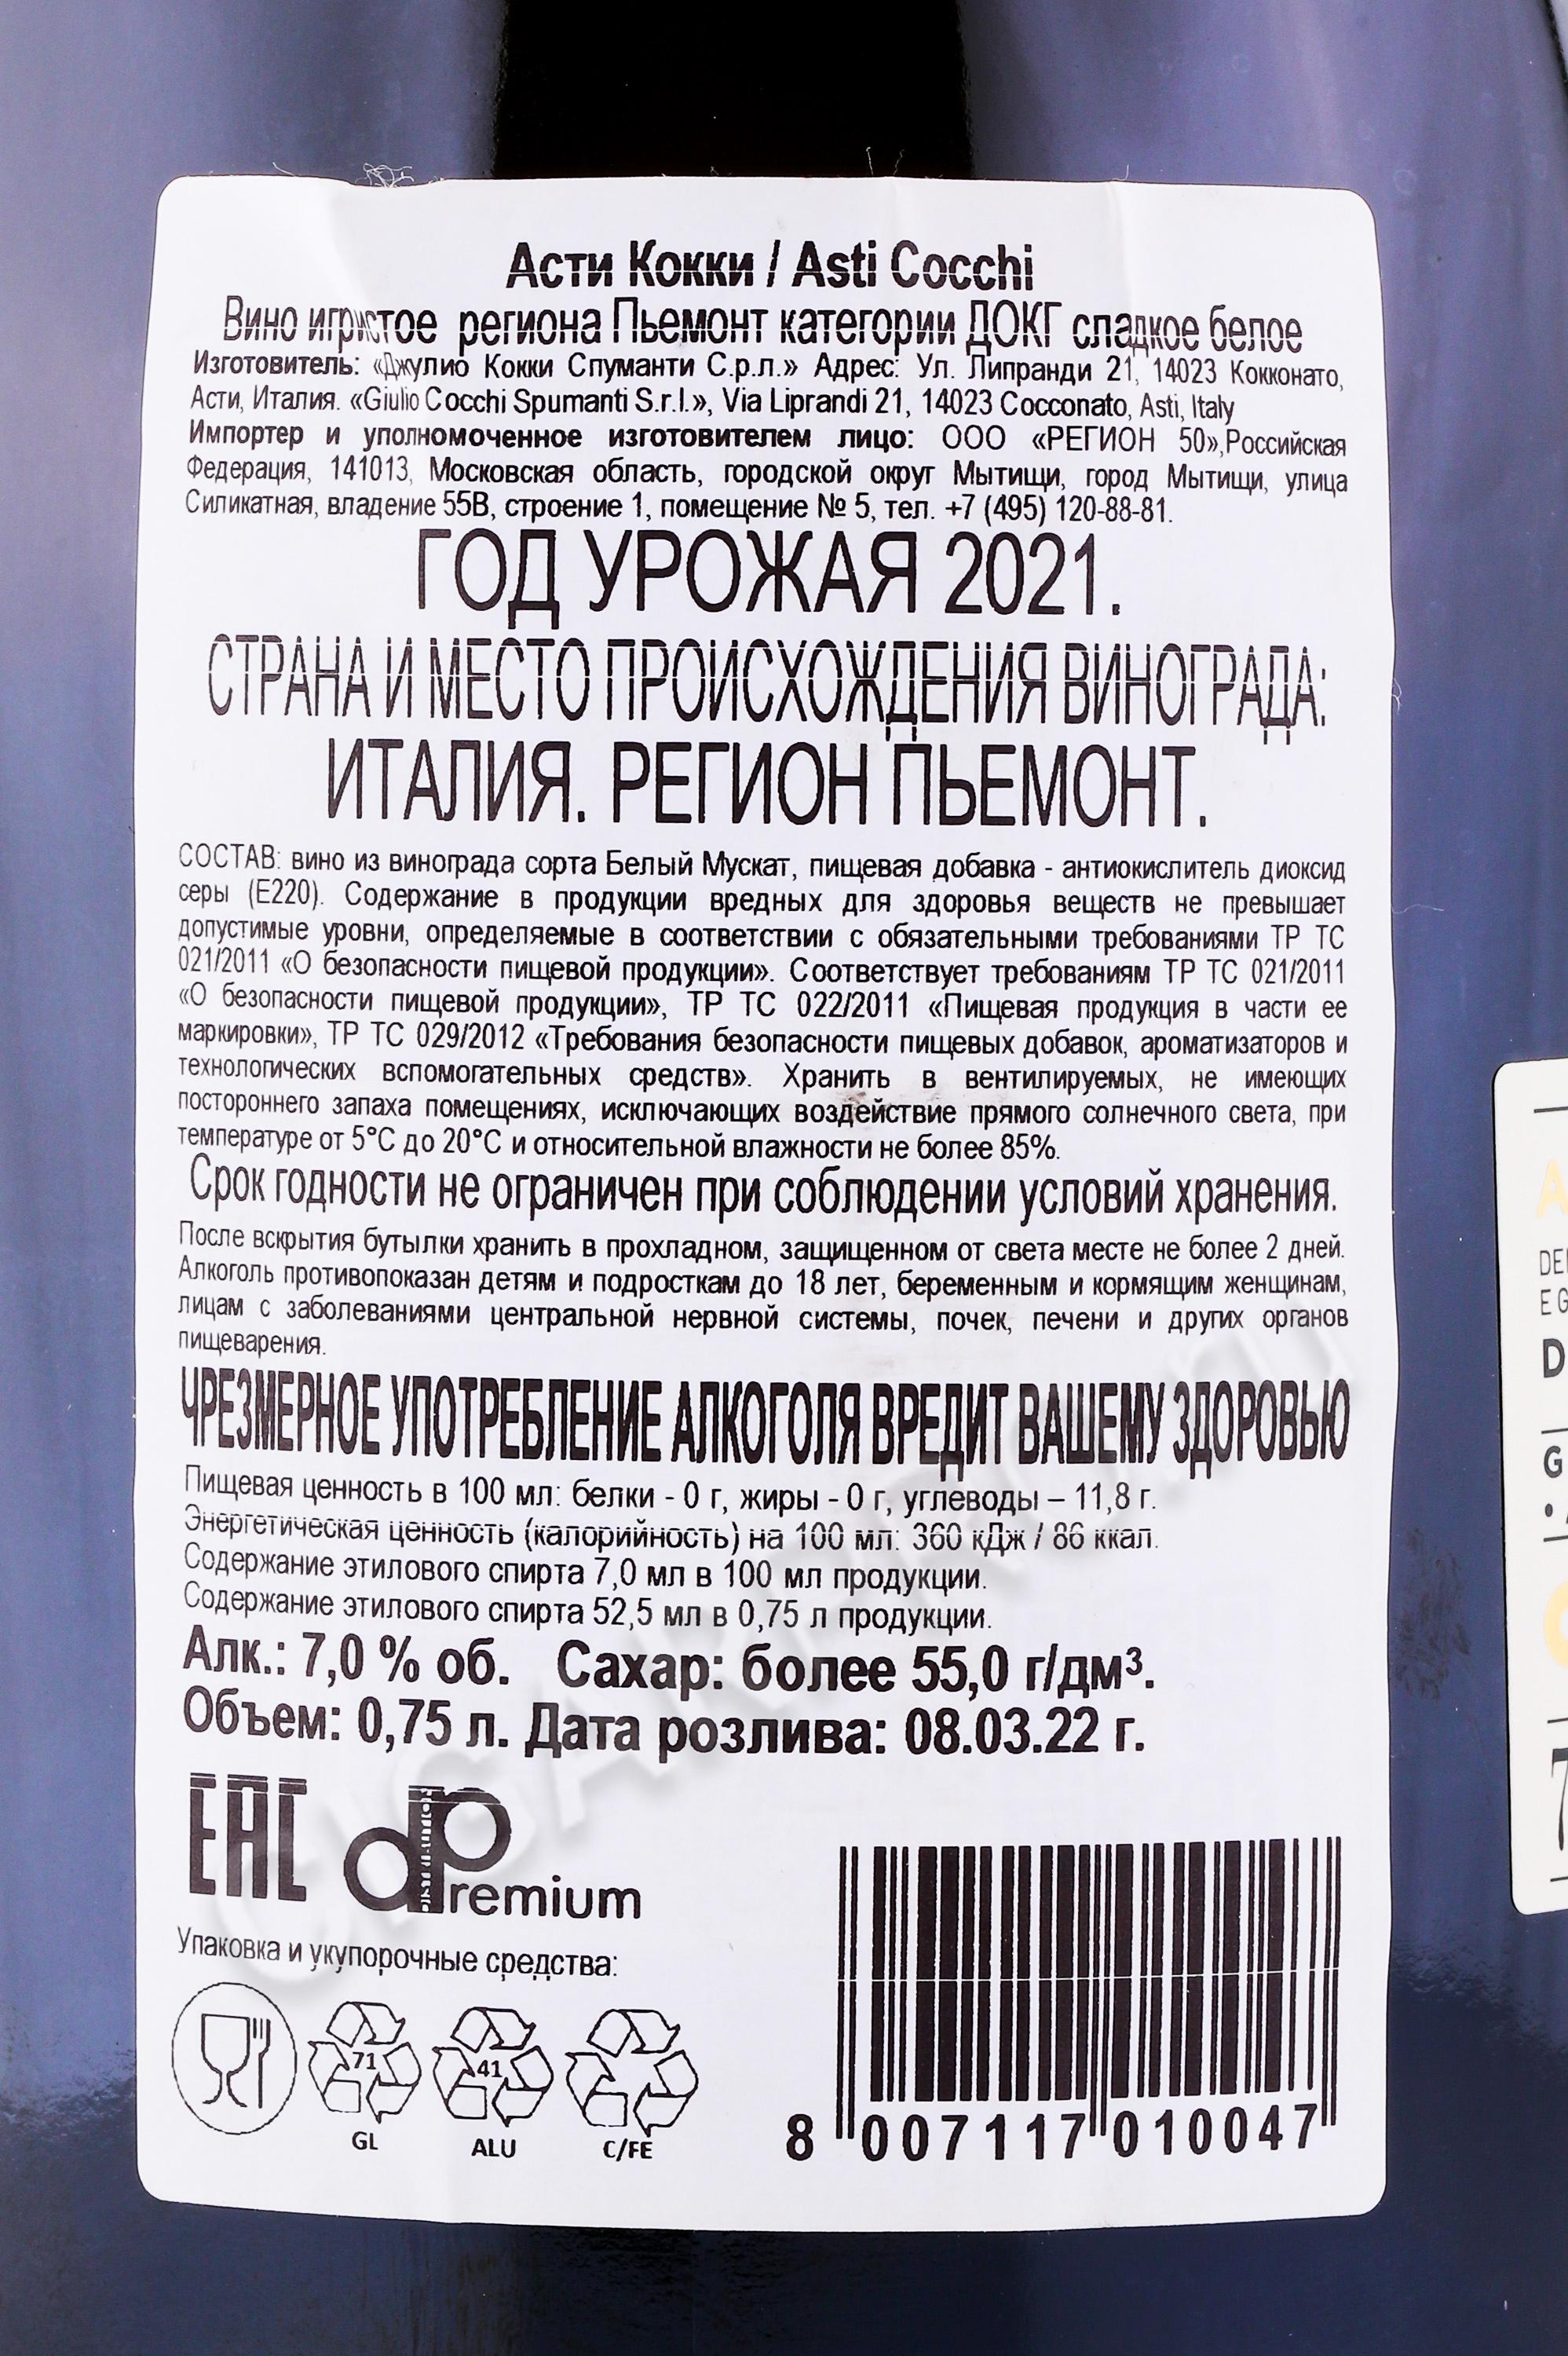 Асти Кокки / Asti Cocchi
Вино игристое региона Пьемонт категории ДОКГ сладкое белое
Изготовитель: «Джулио Кокки Спуманти С.р.л.» Адрес: Ул. Липранди 21, 14023 Кокконато,
Асти, Италия. «Giulio Cocchi Spumanti S.r.l.», Via Liprandi 21, 14023 Cocconato, Asti, Italy
Импортер и уполномоченное изготовителем лицо: ООО «РЕГИОН 50»,Российская
Федерация, 141013, Московская область, городской округ Мытищи, город Мытищи, улица
Силикатная, владение 55В, строение 1, помещение № 5, тел. +7 (495) 120-88-81.
ГОД УРОЖАЯ 2021.
СТРАНА И МЕСТО ПРОИСХОЖДЕНИЯ ВИНОГРАДА:
ИТАЛИЯ. РЕГИОН ПЬЕМОНТ.
СОСТАВ: вино из винограда сорта Белый Мускат, пищевая добавка - антиокислитель диоксид
серы (Е220). Содержание в продукции вредных для здоровья веществ не превышает
допустимые уровни, определяемые в соответствии с обязательными требованиями ТР ТС
021/2011 «О безопасности пищевой продукции». Соответствует требованиям ТР ТС 021/2011
«О безопасности пищевой продукции», ТР ТС 022/2011 «Пищевая продукция в части ее
маркировки», ТР ТС 029/2012 «Требования безопасности пищевых добавок, ароматизаторов и
технологических вспомогательных средств». Хранить в вентилируемых, не имеющих
постороннего запаха помещениях, исключающих воздействие прямого солнечного света, при
температуре от 5°С до 20°С и относительной влажности не более 85%.
Срок годности не ограничен при соблюдении условий хранения.
После вскрытия бутылки хранить в прохладном, защищенном от света месте не более 2 дней.
Алкоголь противопоказан детям и подросткам до 18 лет, беременным и кормящим женщинам,
лицам с заболеваниями центральной нервной системы, почек, печени и других органов
пищеварения.
ЧРЕЗМЕРНОЕ УПОТРЕБЛЕНИЕ АЛКОГОЛЯ ВРЕДИТ ВАШЕМУ ЗДОРОВЬЮ
Пищевая ценность в 100 мл: белки - 0 г, жиры - 0 г, углеводы – 11,8 г.
Энергетическая ценность (калорийность) на 100 мл: 360 кДж / 86 ккал.
Содержание этилового спирта 7,0 мл в 100 мл продукции.
Содержание этилового спирта 52,5 мл в 0,75 л продукции.
Алк.: 7,0 % об. Сахар: более 55,0 г/дм³.
Объем: 0,75 л. Дата розлива: 08.03.22 г.
ЕАС dPremium
Упаковка и укупорочные средства:
71 41
GL ALU C/FE
8 007117 010047